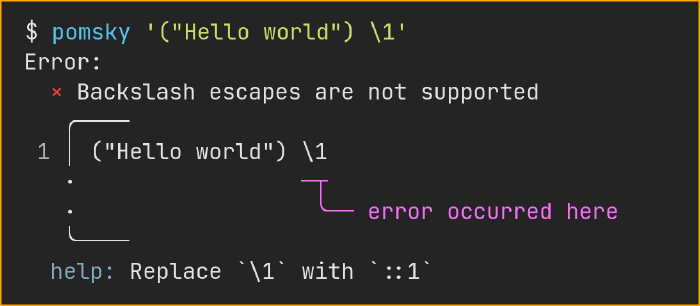 $ pomsky '("Hello world") \1'
Error:
× Backslash escapes are not supported
1 ("Hello world") \1
error occurred here
help: Replace `\1` with `::1`